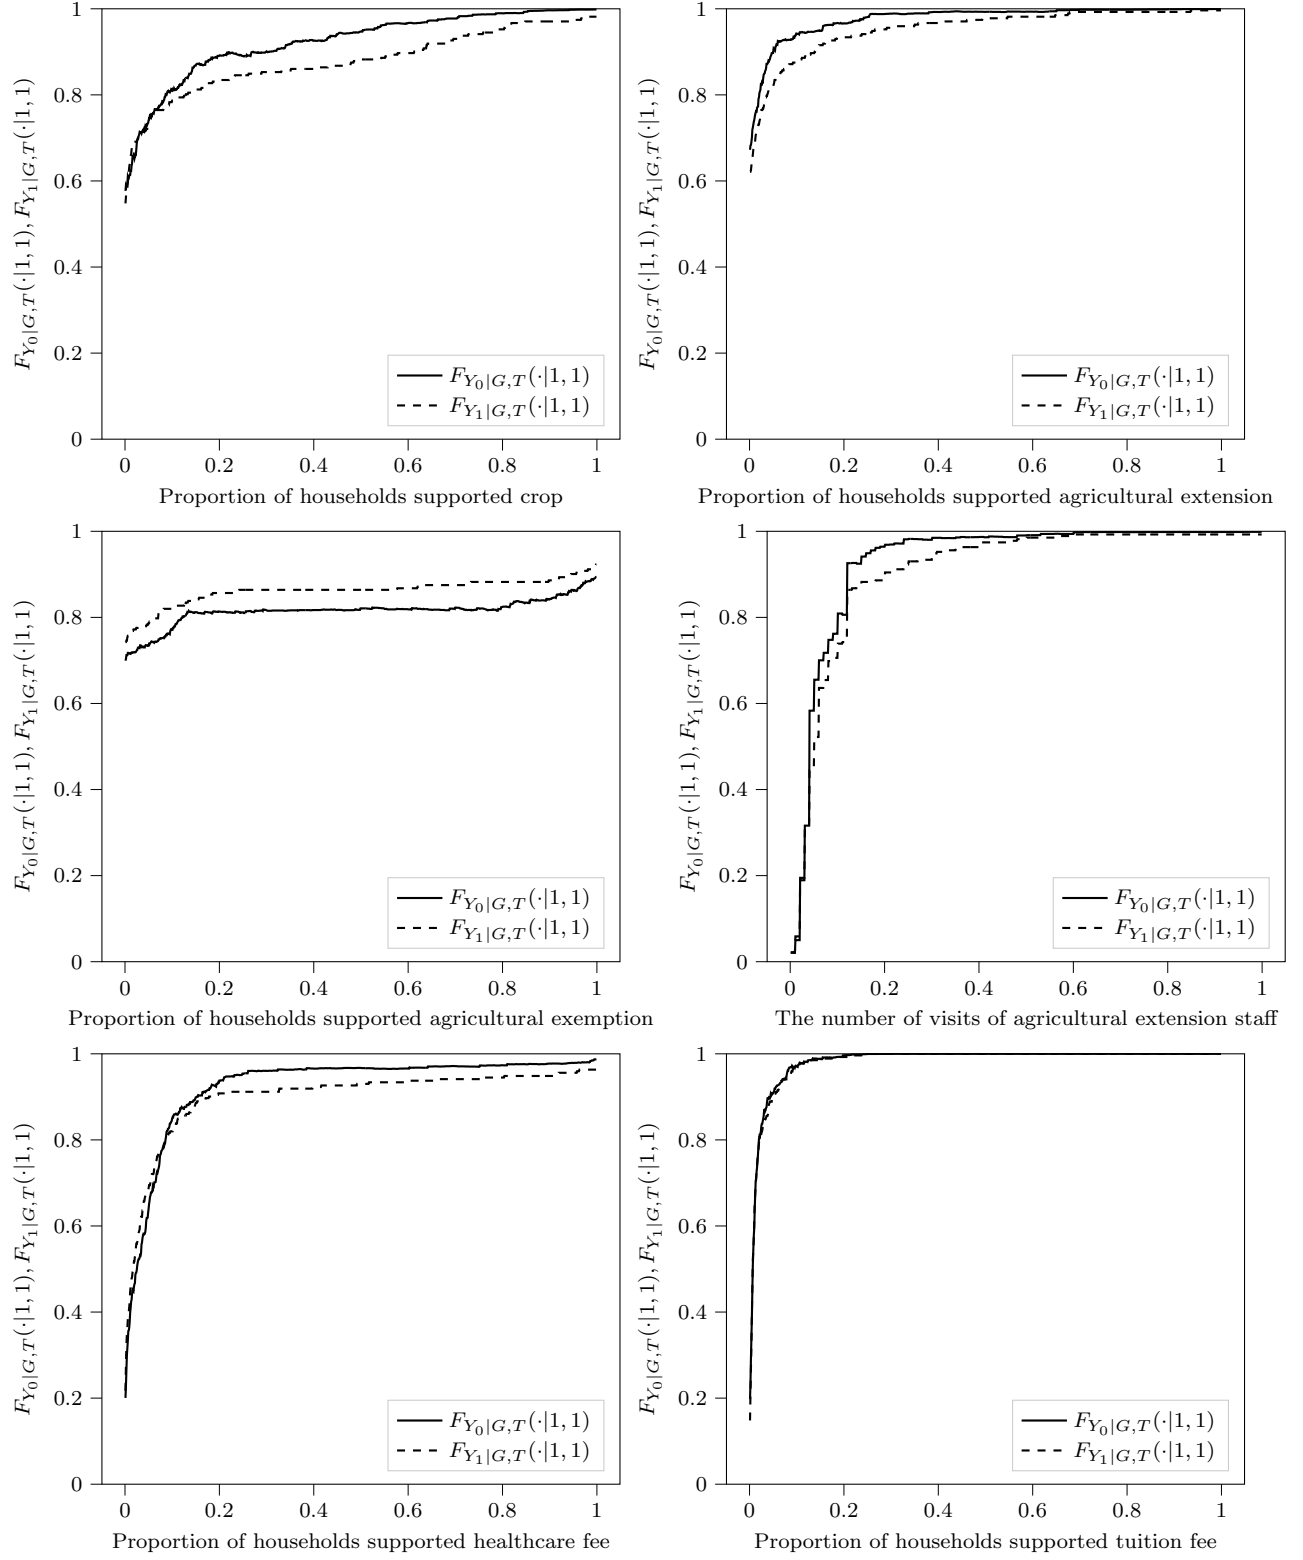 1
0.8
0.6
0.4
0.2
0
F_{Y_0|G,T}(·|1, 1), F_{Y_1|G,T}(·|1, 1)
F_{Y_0|G,T}(·|1, 1)
F_{Y_1|G,T}(·|1, 1)
0 0.2 0.4 0.6 0.8 1
Proportion of households supported crop
1
0.8
0.6
0.4
0.2
0
F_{Y_0|G,T}(·|1, 1), F_{Y_1|G,T}(·|1, 1)
F_{Y_0|G,T}(·|1, 1)
F_{Y_1|G,T}(·|1, 1)
0 0.2 0.4 0.6 0.8 1
Proportion of households supported agricultural extension
1
0.8
0.6
0.4
0.2
0
F_{Y_0|G,T}(·|1, 1), F_{Y_1|G,T}(·|1, 1)
F_{Y_0|G,T}(·|1, 1)
F_{Y_1|G,T}(·|1, 1)
0 0.2 0.4 0.6 0.8 1
Proportion of households supported agricultural exemption
1
0.8
0.6
0.4
0.2
0
F_{Y_0|G,T}(·|1, 1), F_{Y_1|G,T}(·|1, 1)
F_{Y_0|G,T}(·|1, 1)
F_{Y_1|G,T}(·|1, 1)
0 0.2 0.4 0.6 0.8 1
The number of visits of agricultural extension staff
1
0.8
0.6
0.4
0.2
0
F_{Y_0|G,T}(·|1, 1), F_{Y_1|G,T}(·|1, 1)
F_{Y_0|G,T}(·|1, 1)
F_{Y_1|G,T}(·|1, 1)
0 0.2 0.4 0.6 0.8 1
Proportion of households supported healthcare fee
1
0.8
0.6
0.4
0.2
0
F_{Y_0|G,T}(·|1, 1), F_{Y_1|G,T}(·|1, 1)
F_{Y_0|G,T}(·|1, 1)
F_{Y_1|G,T}(·|1, 1)
0 0.2 0.4 0.6 0.8 1
Proportion of households supported tuition fee